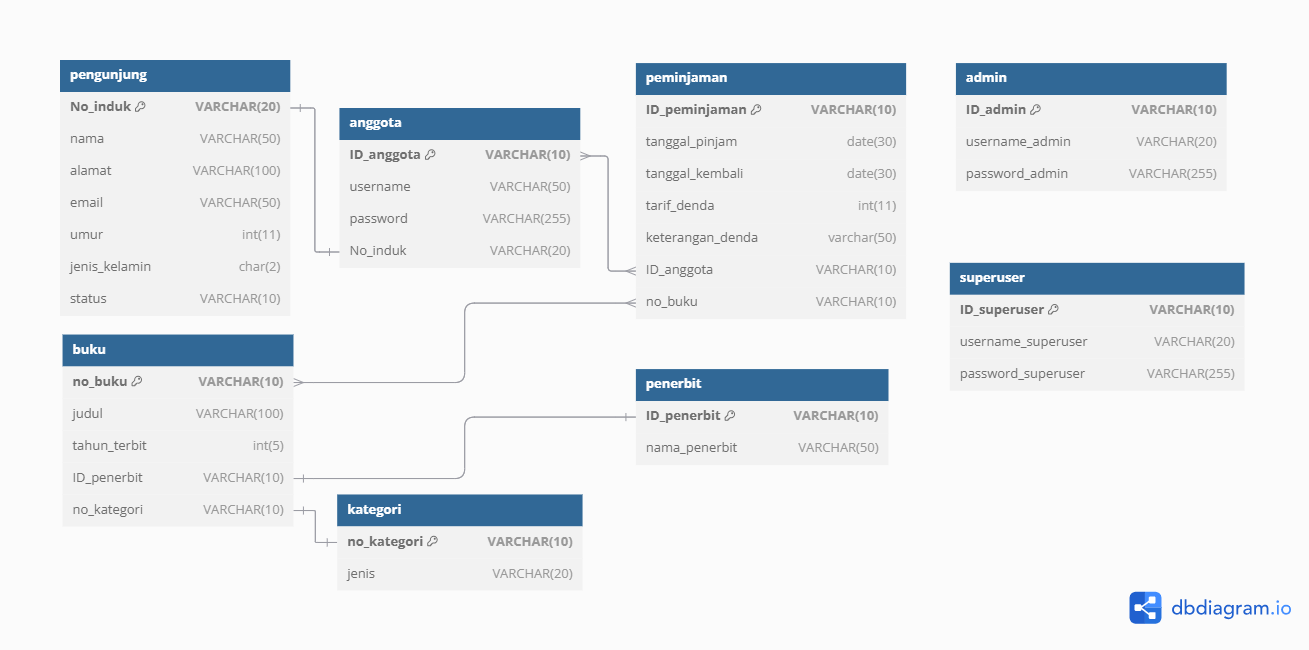 pengunjung
No_induk VARCHAR(20)
nama VARCHAR(50)
alamat VARCHAR(100)
email VARCHAR(50)
umur int(11)
jenis_kelamin char(2)
status VARCHAR(10)
anggota
ID_anggota VARCHAR(10)
username VARCHAR(50)
password VARCHAR(255)
No_induk VARCHAR(20)
peminjaman
ID_peminjaman VARCHAR(10)
tanggal_pinjam date(30)
tanggal_kembali date(30)
tarif_denda int(11)
keterangan_denda varchar(50)
ID_anggota VARCHAR(10)
no_buku VARCHAR(10)
admin
ID_admin VARCHAR(10)
username_admin VARCHAR(20)
password_admin VARCHAR(255)
superuser
ID_superuser VARCHAR(10)
username_superuser VARCHAR(20)
password_superuser VARCHAR(255)
buku
no_buku VARCHAR(10)
judul VARCHAR(100)
tahun_terbit int(5)
ID_penerbit VARCHAR(10)
no_kategori VARCHAR(10)
penerbit
ID_penerbit VARCHAR(10)
nama_penerbit VARCHAR(50)
kategori
no_kategori VARCHAR(10)
jenis VARCHAR(20)
dbdiagram.io